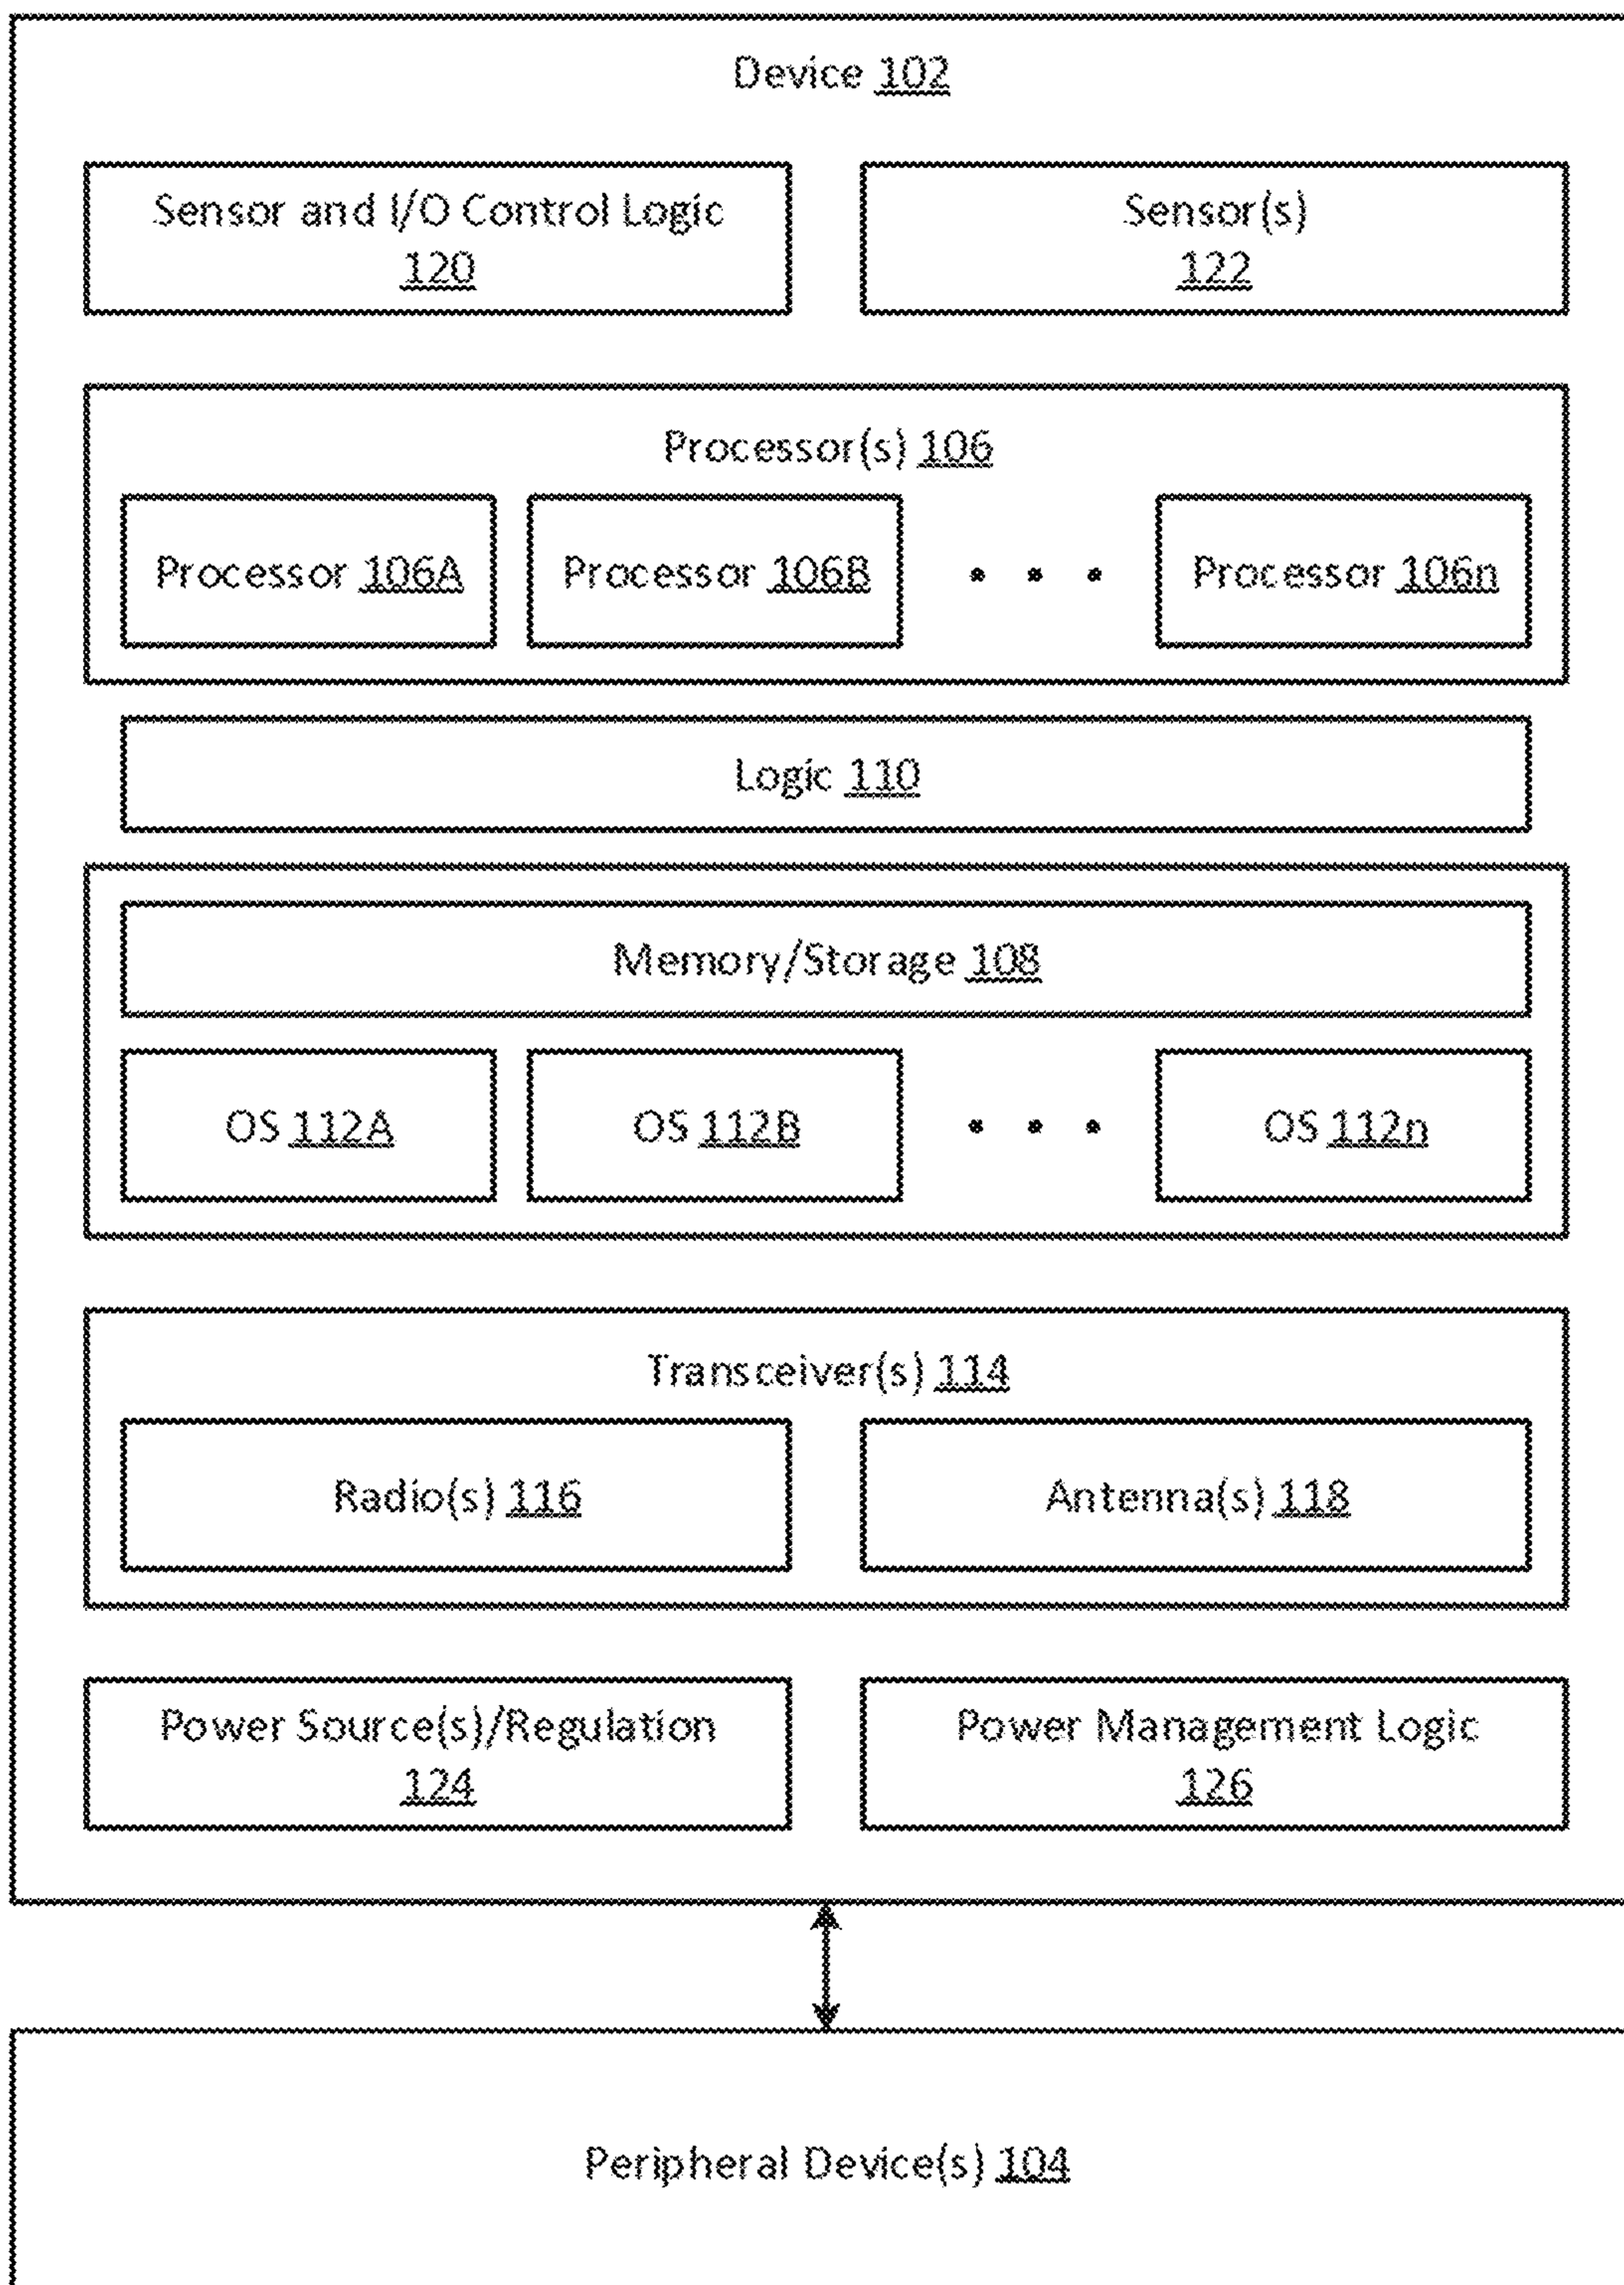 Device 102
Sensor and I/O Control Logic
120
Sensor(s)
122
Processor(s) 106
Processor 106A
Processor 106B
Processor 106n
Logic 110
Memory/Storage 108
OS 112A
OS 112B
OS 112n
Transceiver(s) 114
Radio(s) 116
Antenna(s) 118
Power Source(s)/Regulation
124
Power Management Logic
126
Peripheral Device(s) 104